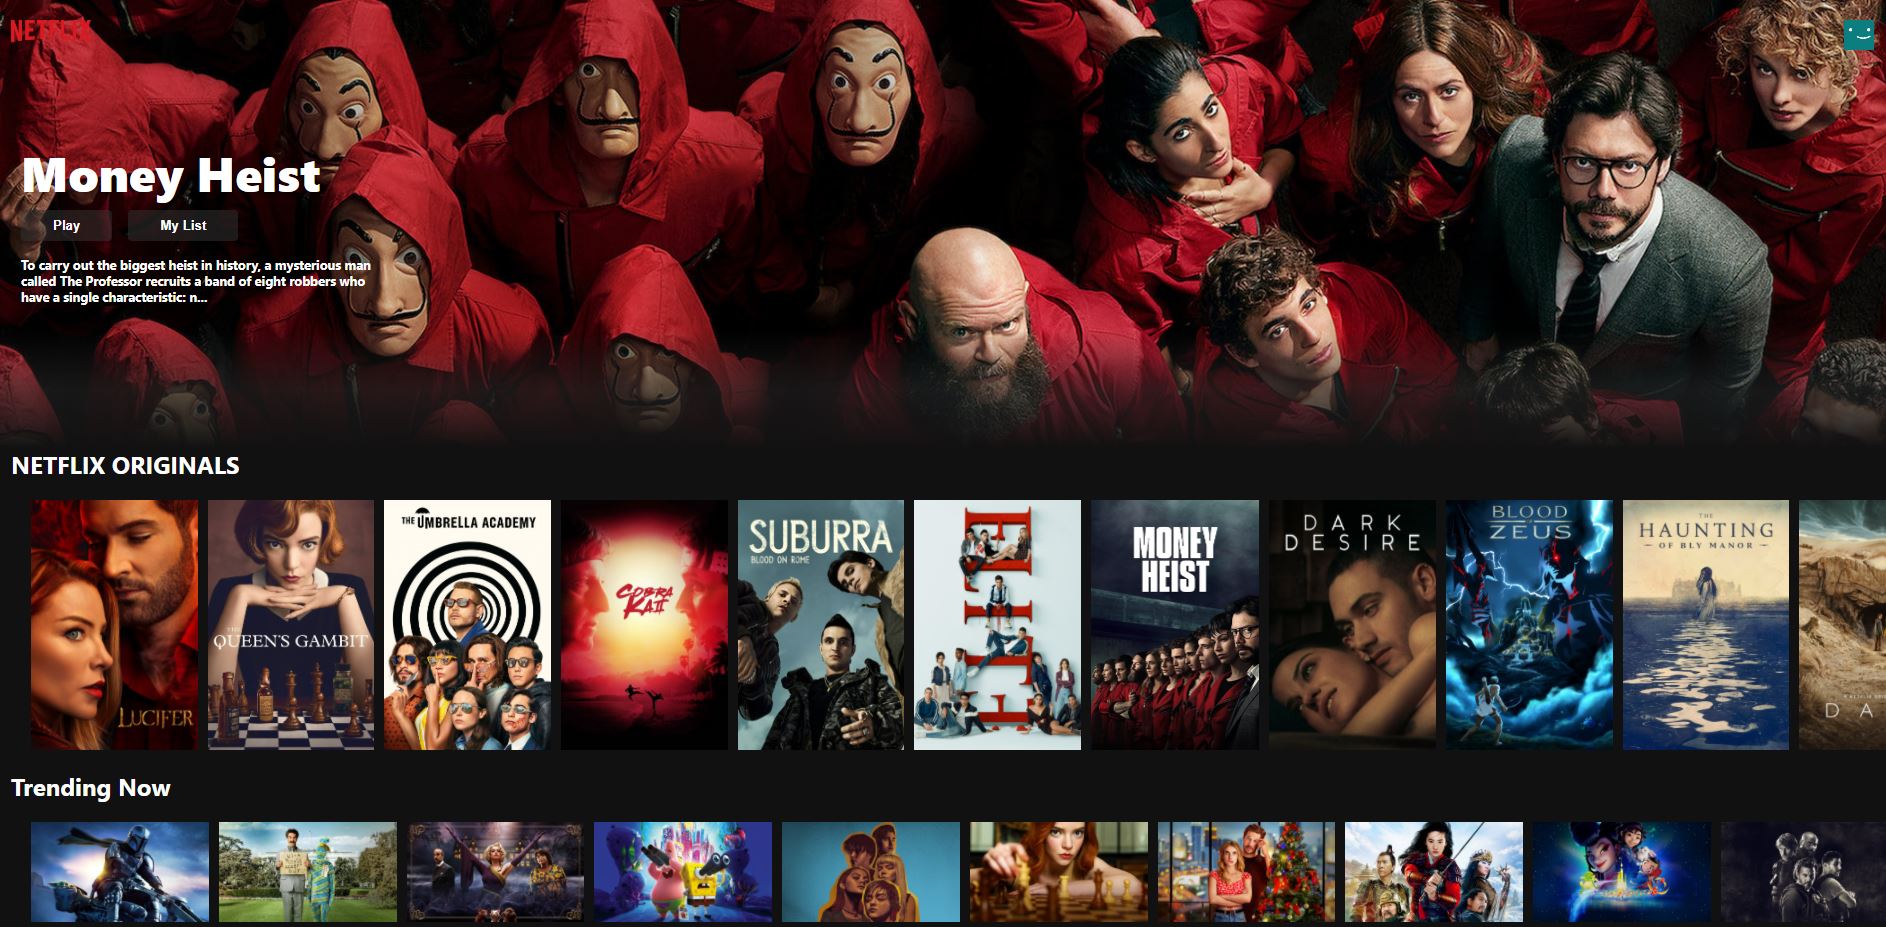 NETFLIX
Money Heist
Play
My List
To carry out the biggest heist in history, a mysterious man
called The Professor recruits a band of eight robbers who
have a single characteristic: n...
NETFLIX ORIGINALS
LUCIFER
THE
QUEEN'S GAMBIT
THE UMBRELLA ACADEMY
COBRA
KAI
SUBURRA
BLOOD ON ROME
ELITE
MONEY
HEIST
DARK
DESIRE
BLOOD
OF
ZEUS
THE
HAUNTING
OF BLY MANOR
D A
Trending Now